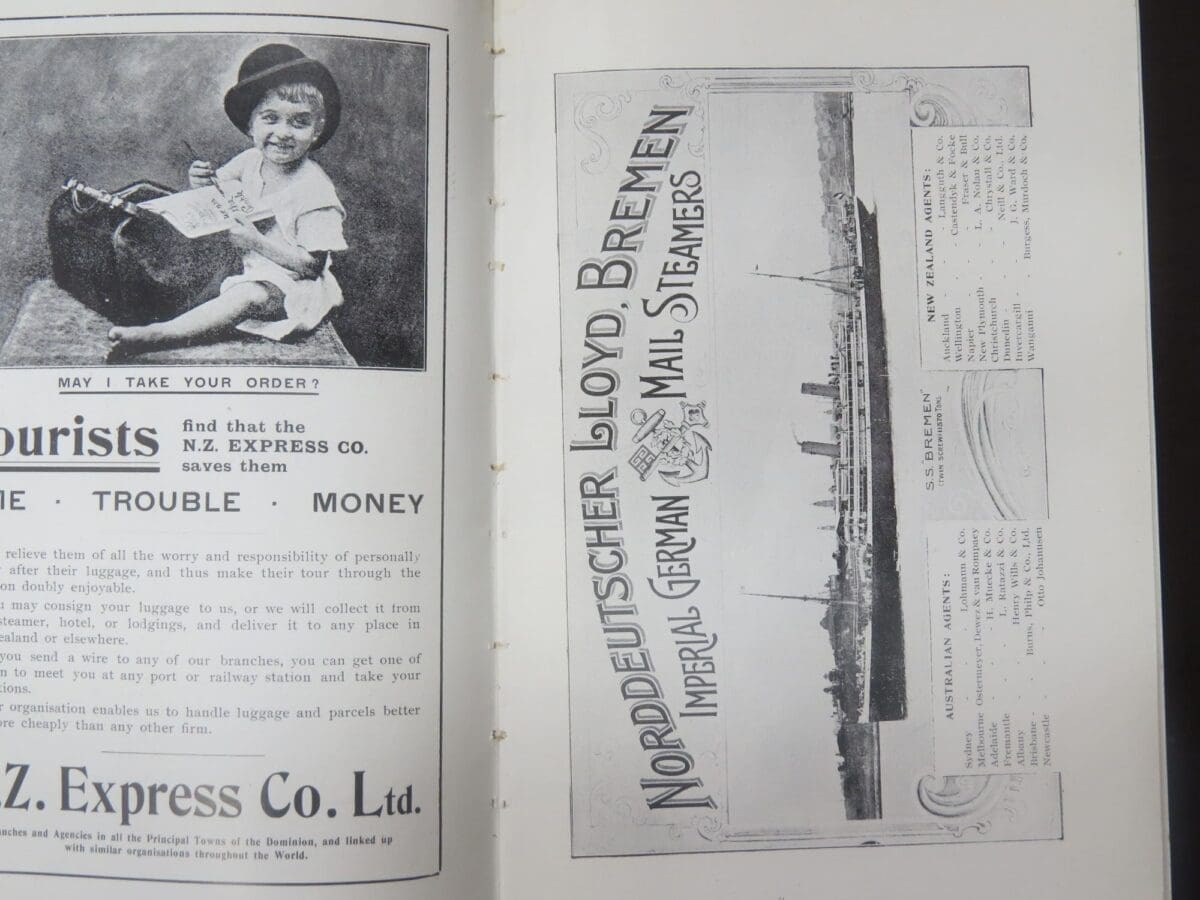 MAY I TAKE YOUR ORDER?
ourists
find that the
N.Z. EXPRESS CO.
saves them
ME · TROUBLE · MONEY
relieve them of all the worry and responsibility of personally
after their luggage, and thus make their tour through the
on doubly enjoyable.
u may consign your luggage to us, or we will collect it from
steamer, hotel, or lodgings, and deliver it to any place in
ealand or elsewhere.
you send a wire to any of our branches, you can get one of
n to meet you at any port or railway station and take your
tions.
r organisation enables us to handle luggage and parcels better
ore cheaply than any other firm.
.Z. Express Co. Ltd.
anches and Agencies in all the Principal Towns of the Dominion, and linked up
with similar organisations throughout the World.
NORDDEUTSCHER LLOYD, BREMEN
IMPERIAL GERMAN MAIL STEAMERS
AUSTRALIAN AGENTS:
Sydney - - - Lohmann & Co.
Melbourne Ostermeyer, Dewez & van Rompaey
Adelaide - - - H. Muecke & Co.
Fremantle - - - L. Ratazzi & Co.
Albany - - - Henry Wills & Co.
Brisbane - - Burns, Philp & Co., Ltd.
Newcastle - - - Otto Johannsen
S.S. "BREMEN"
(TWIN SCREW)
NEW ZEALAND AGENTS:
Auckland - - - Langguth & Co.
Wellington - - Castendyk & Focke
Napier - - - Fraser & Bull
New Plymouth - - L. A. Nolan & Co.
Christchurch - - Chrystall & Co.
Dunedin - - - Neill & Co., Ltd.
Invercargill - - J. G. Ward & Co.
Wanganui - Burgess, Murdoch & Co.